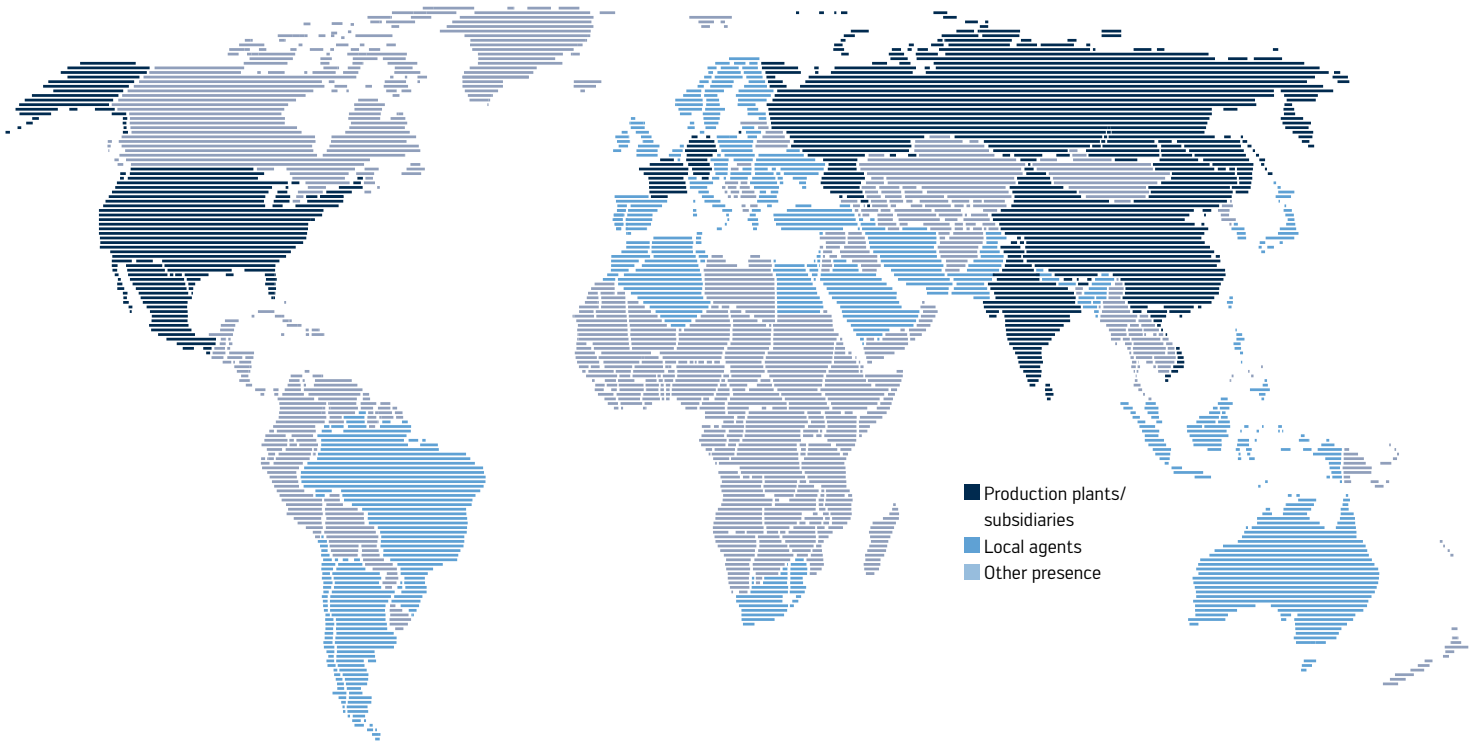 Production plants/
subsidiaries
Local agents
Other presence